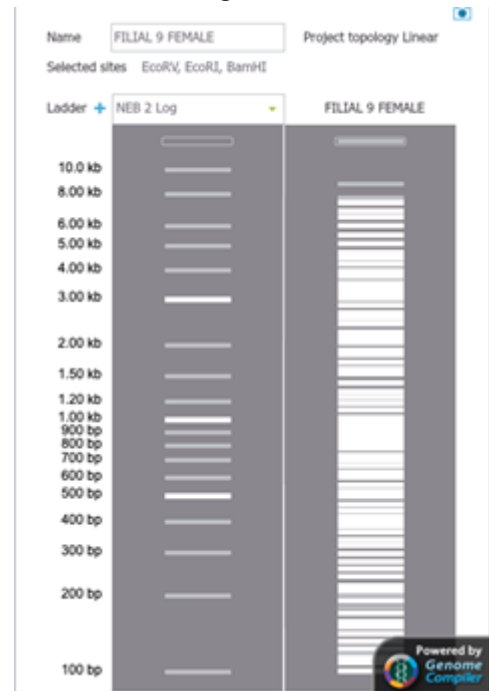 Name FILIAL 9 FEMALE Project topology Linear
Selected sites EcoRV, EcoRI, BamHI
Ladder + NEB 2 Log FILIAL 9 FEMALE
10.0 kb
8.00 kb
6.00 kb
5.00 kb
4.00 kb
3.00 kb
2.00 kb
1.50 kb
1.20 kb
1.00 kb
900 bp
800 bp
700 bp
600 bp
500 bp
400 bp
300 bp
200 bp
100 bp
Powered by
Genome
Compiler